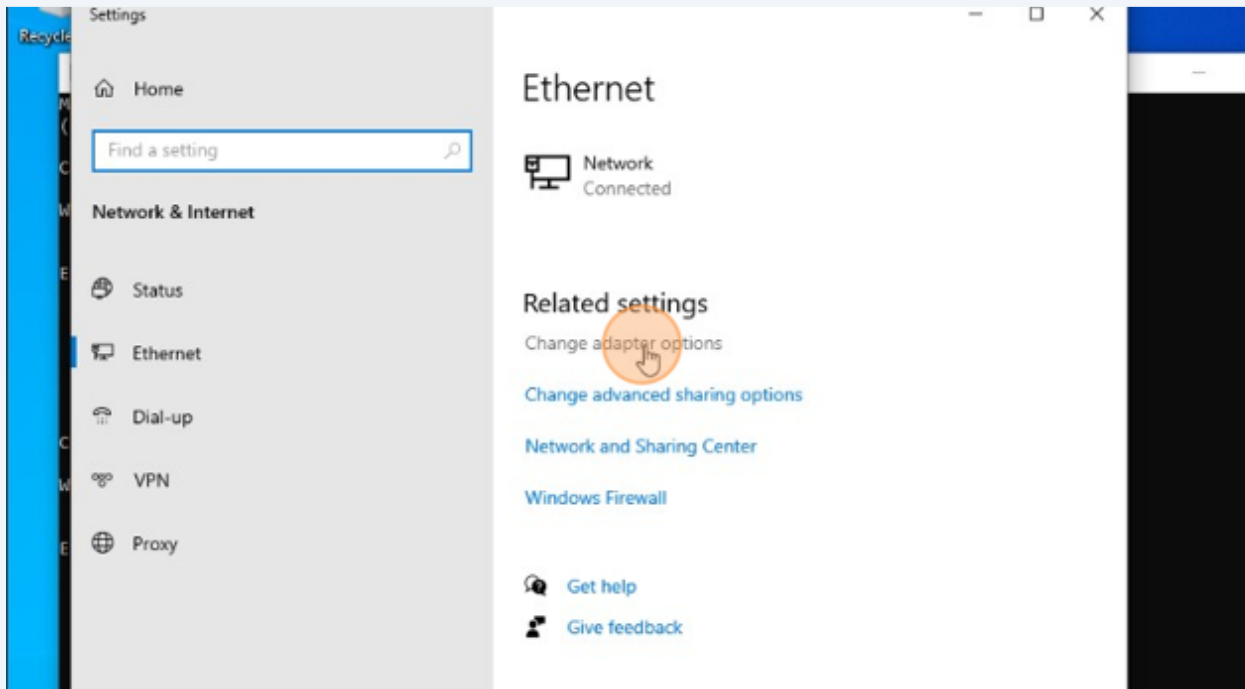 Recycle
Settings
Home
Find a setting
Network & Internet
Status
Ethernet
Dial-up
VPN
Proxy
Ethernet
Network
Connected
Related settings
Change adapter options
Change advanced sharing options
Network and Sharing Center
Windows Firewall
Get help
Give feedback
M
(
C
W
E
C
W
E